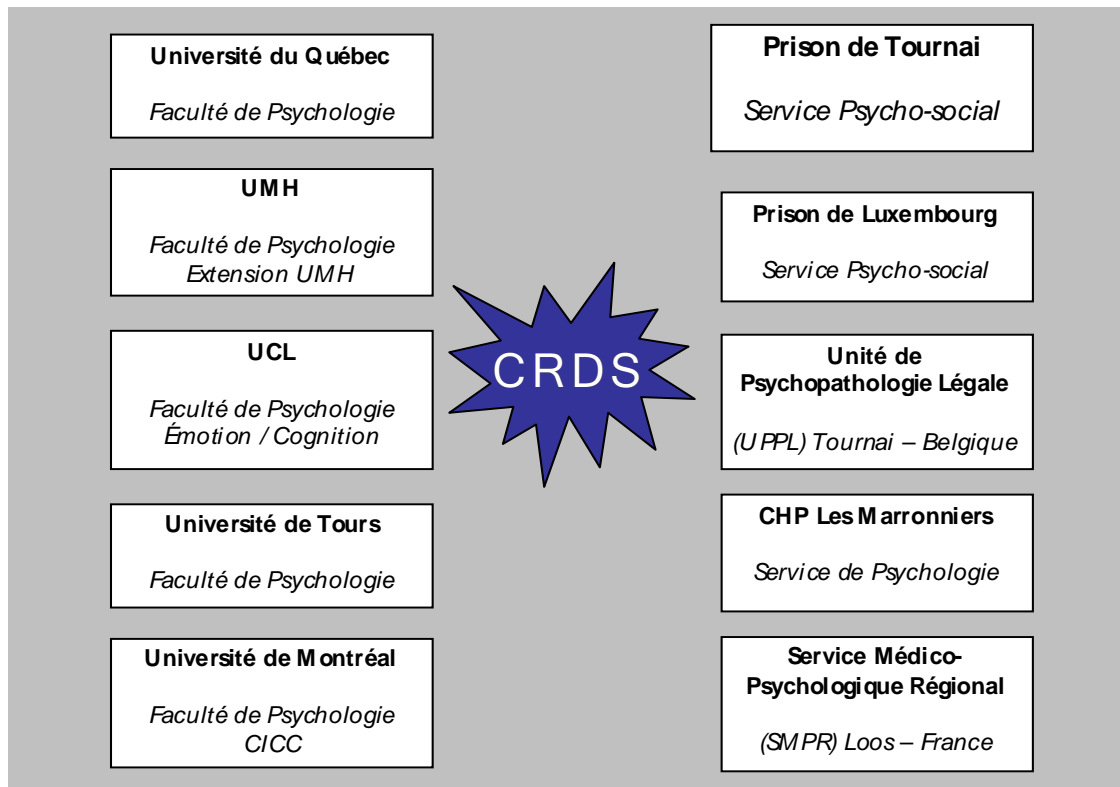 Université du Québec
Faculté de Psychologie
UMH
Faculté de Psychologie
Extension UMH
UCL
Faculté de Psychologie
Émotion / Cognition
Université de Tours
Faculté de Psychologie
Université de Montréal
Faculté de Psychologie
CICC
CRDS
Prison de Tournai
Service Psycho-social
Prison de Luxembourg
Service Psycho-social
Unité de
Psychopathologie Légale
(UPPL) Tournai – Belgique
CHP Les Marronniers
Service de Psychologie
Service Médico-
Psychologique Régional
(SMPR) Loos – France